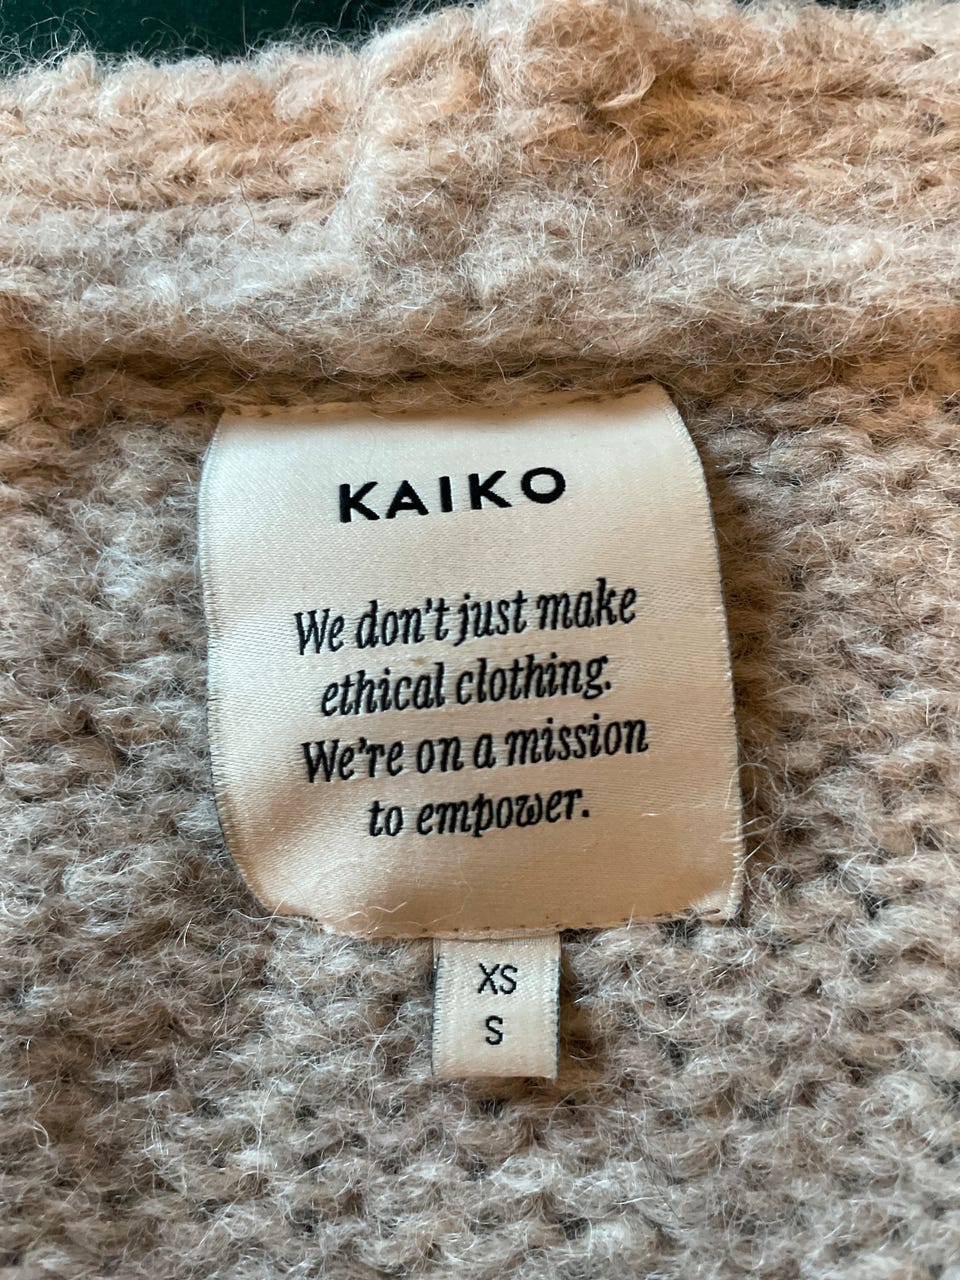 KAIKO
We don't just make
ethical clothing.
We're on a mission
to empower.
XS
S